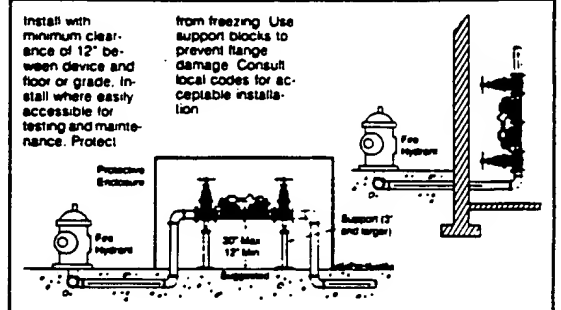 Install with
minimum clear-
ance of 12" be-
ween device and
floor or grade. In-
stall where easily
accessible for
testing and mainte-
nance. Protect
from freezing Use
support blocks to
prevent flange
damage Consult
local codes for ac-
ceptable installa-
tion
Protective
Enclosure
Fire
Hydrant
30" Max
12" Min
Suggested
Support (3"
and larger)
Fire
Hydrant